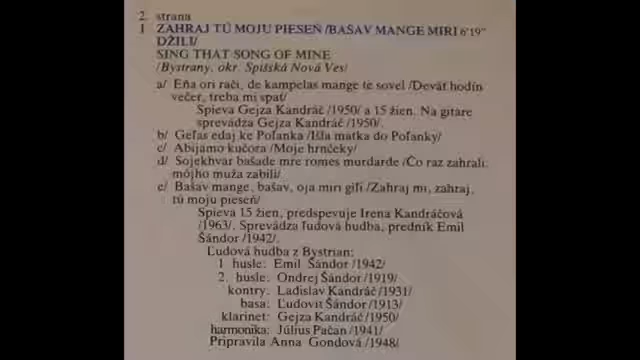 2. strana
1 ZAHRAJ TÚ MOJU PIESEŇ /BAŠAV MANGE MIRI 6'19"
DŽILI/
SING THAT SONG OF MINE
/Bystrany, okr. Spišská Nová Ves/
a/ Eňa ori rači, de kampelas mange te sovel /Deväť hodín
večer, treba mi spať/
Spieva Gejza Kandráč /1950/ a 15 žien. Na gitare
sprevádza Gejza Kandráč /1950/.
b/ Geľas edaj ke Poľanka /Išla matka do Poľanky/
c/ Abijamo kučora /Moje hrnčeky/
d/ Sojekhvar bašade mre romes murdarde /Čo raz zahrali,
môjho muža zabili/
e/ Bašav mange, bašav, oja miri giľi /Zahraj mi, zahraj,
tú moju pieseň/
Spieva 15 žien, predspevuje Irena Kandráčová
/1963/. Sprevádza ľudová hudba, predník Emil
Šándor /1942/.
Ľudová hudba z Bystrian:
1 husle: Emil Šándor /1942/
2. husle: Ondrej Šándor /1919/
kontry: Ladislav Kandráč /1931/
basa: Ľudovít Šándor /1913/
klarinet: Gejza Kandráč /1950/
harmonika: Július Pačan /1941/
Pripravila Anna Gondová /1948/